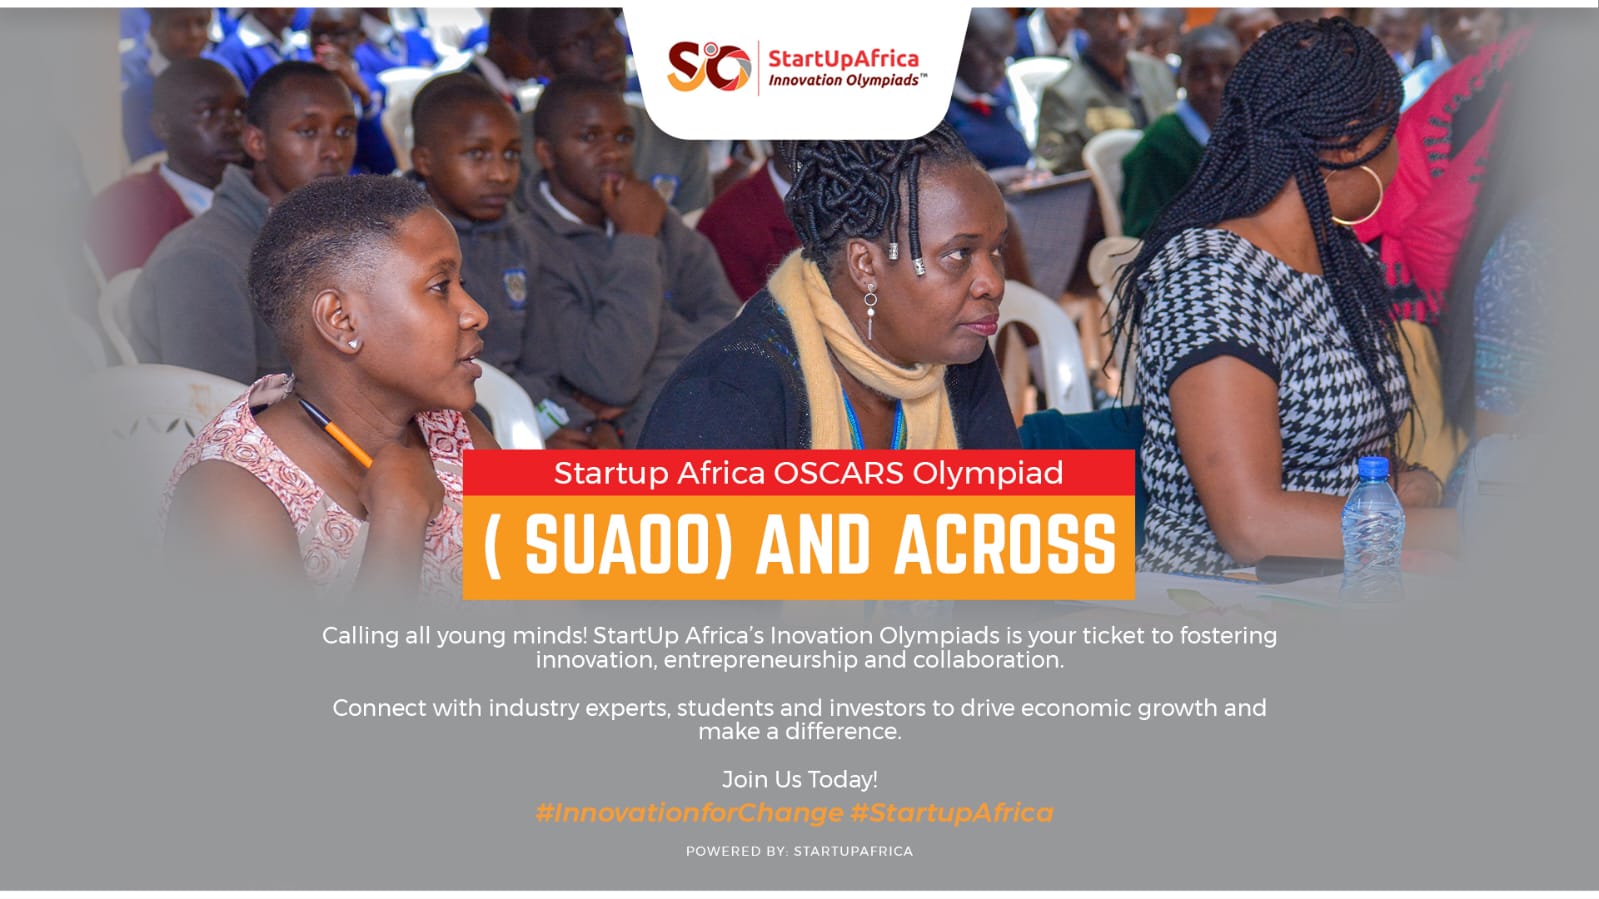 SIO
StartUpAfrica
Innovation Olympiads™
Startup Africa OSCARS Olympiad
( SUAOO) AND ACROSS
Calling all young minds! StartUp Africa’s Inovation Olympiads is your ticket to fostering
innovation, entrepreneurship and collaboration.
Connect with industry experts, students and investors to drive economic growth and
make a difference.
Join Us Today!
#InnovationforChange #StartupAfrica
POWERED BY: STARTUPAFRICA